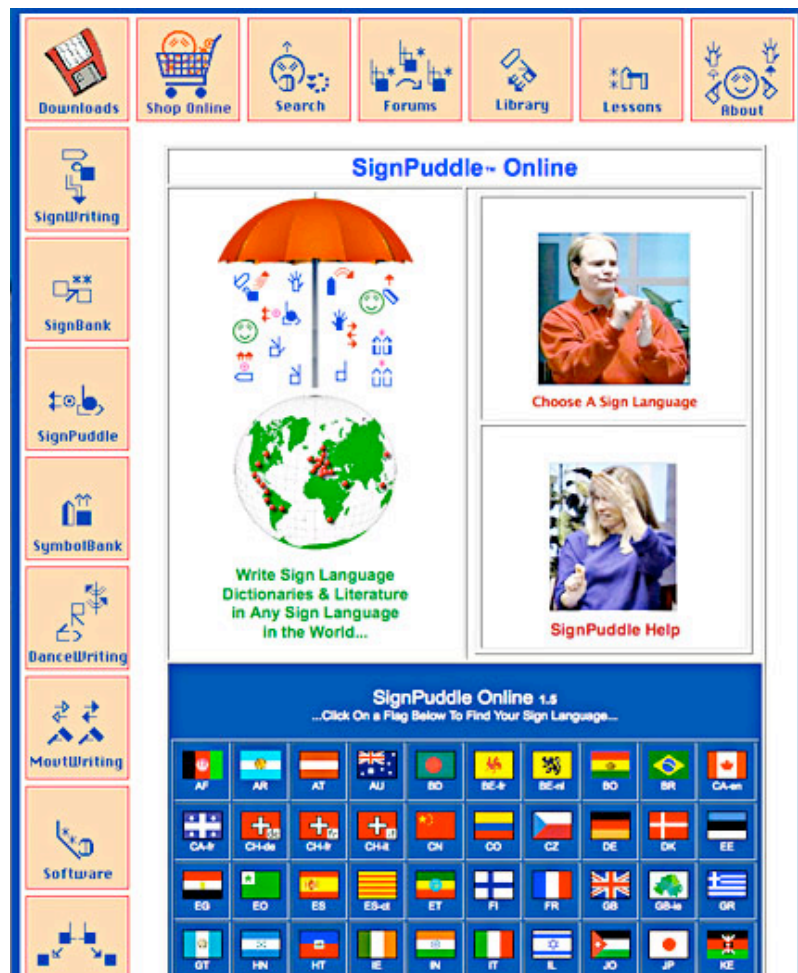 Downloads
Shop Online
Search
Forums
Library
Lessons
About
SignWriting
SignBank
SignPuddle
SymbolBank
DanceWriting
MovtWriting
Software
SignPuddle™ Online
Choose A Sign Language
Write Sign Language
Dictionaries & Literature
in Any Sign Language
in the World...
SignPuddle Help
SignPuddle Online 1.5
...Click On a Flag Below To Find Your Sign Language...
AF AR AT AU BD BE-fr BE-nl BO BR CA-en
CA-fr CH-de CH-fr CH-it CN CO CZ DE DK EE
EG EO ES ES-ct ET FI FR GB GB-ie GR
GT HN HT IE IN IT IL JO JP KE